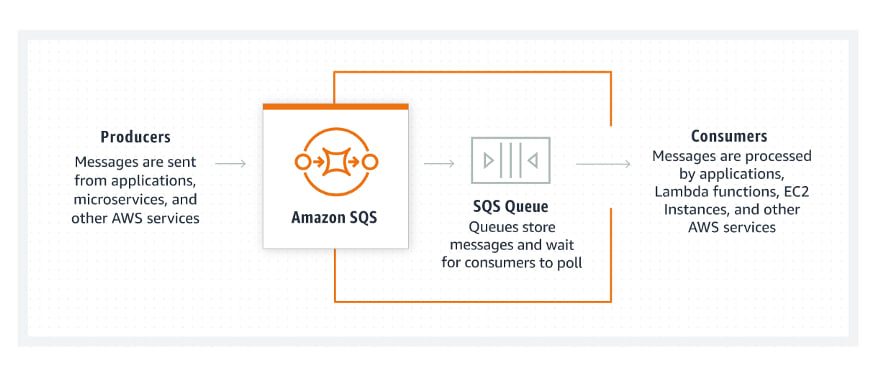 Producers
Messages are sent
from applications,
microservices, and
other AWS services
Amazon SQS
SQS Queue
Queues store
messages and wait
for consumers to poll
Consumers
Messages are processed
by applications,
Lambda functions, EC2
Instances, and other
AWS services